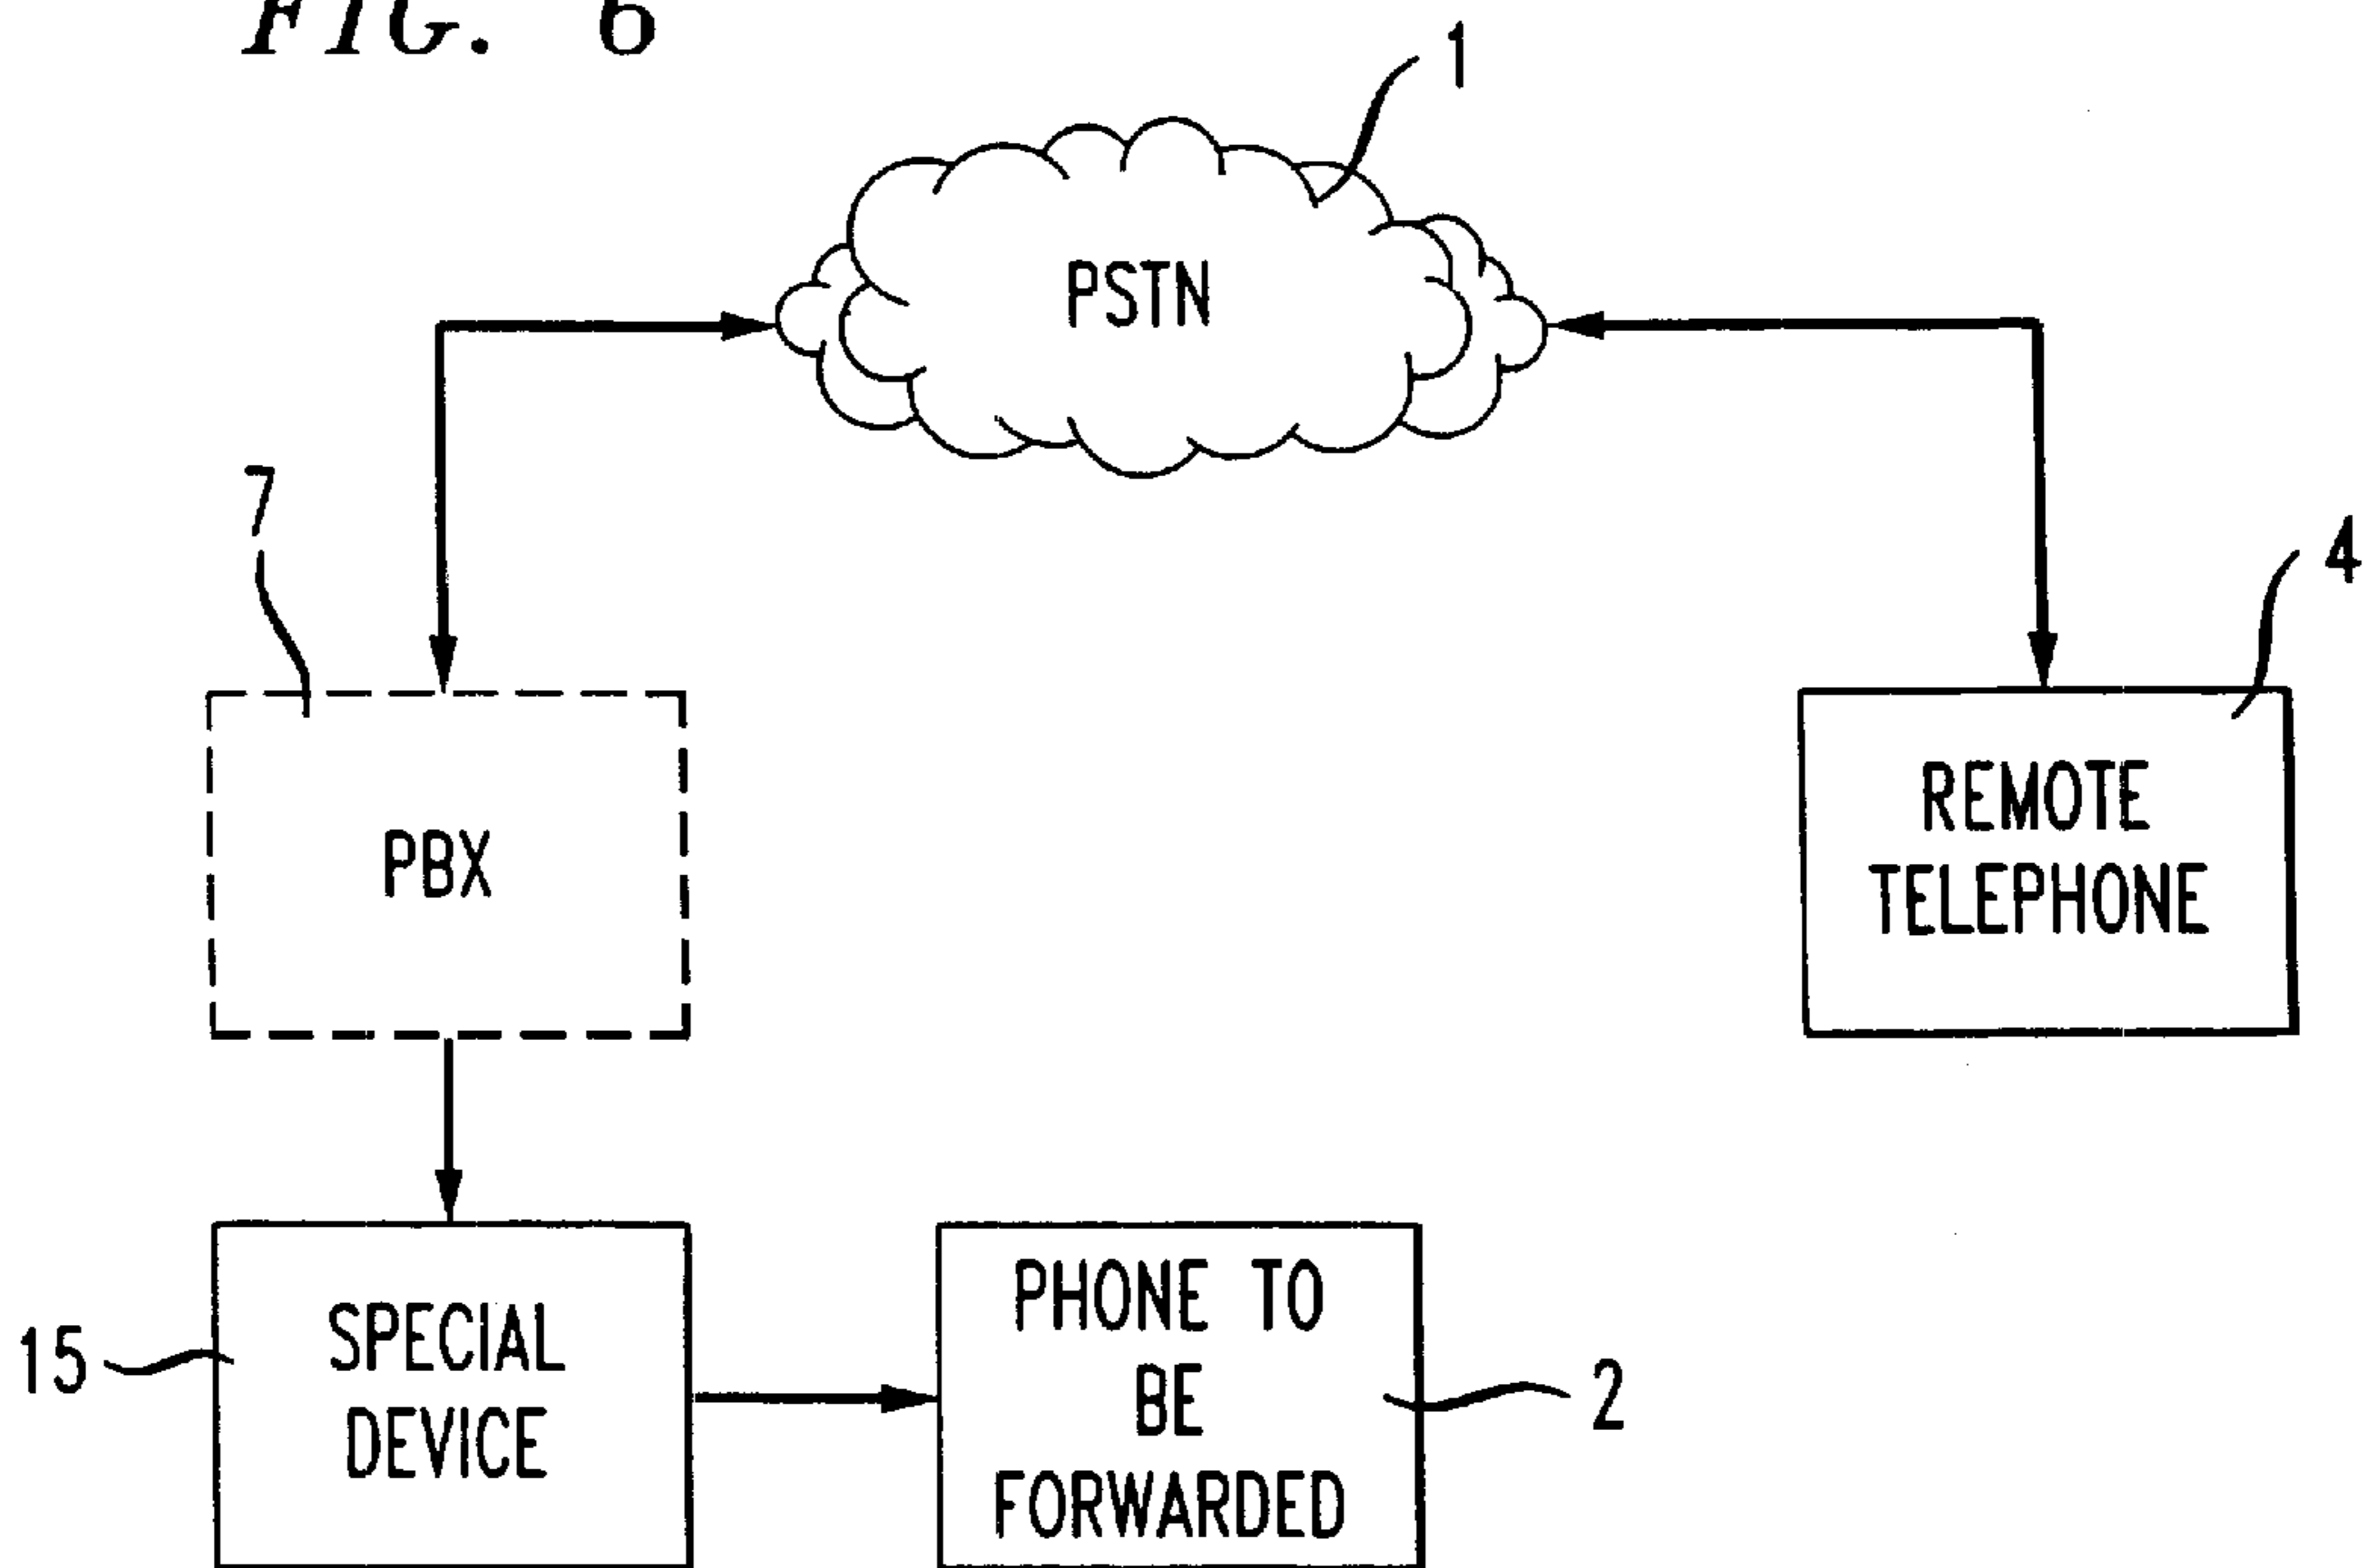 FIG. 6
1
PSTN
7
4
PBX
REMOTE
TELEPHONE
15
SPECIAL
DEVICE
PHONE TO
BE
FORWARDED
2